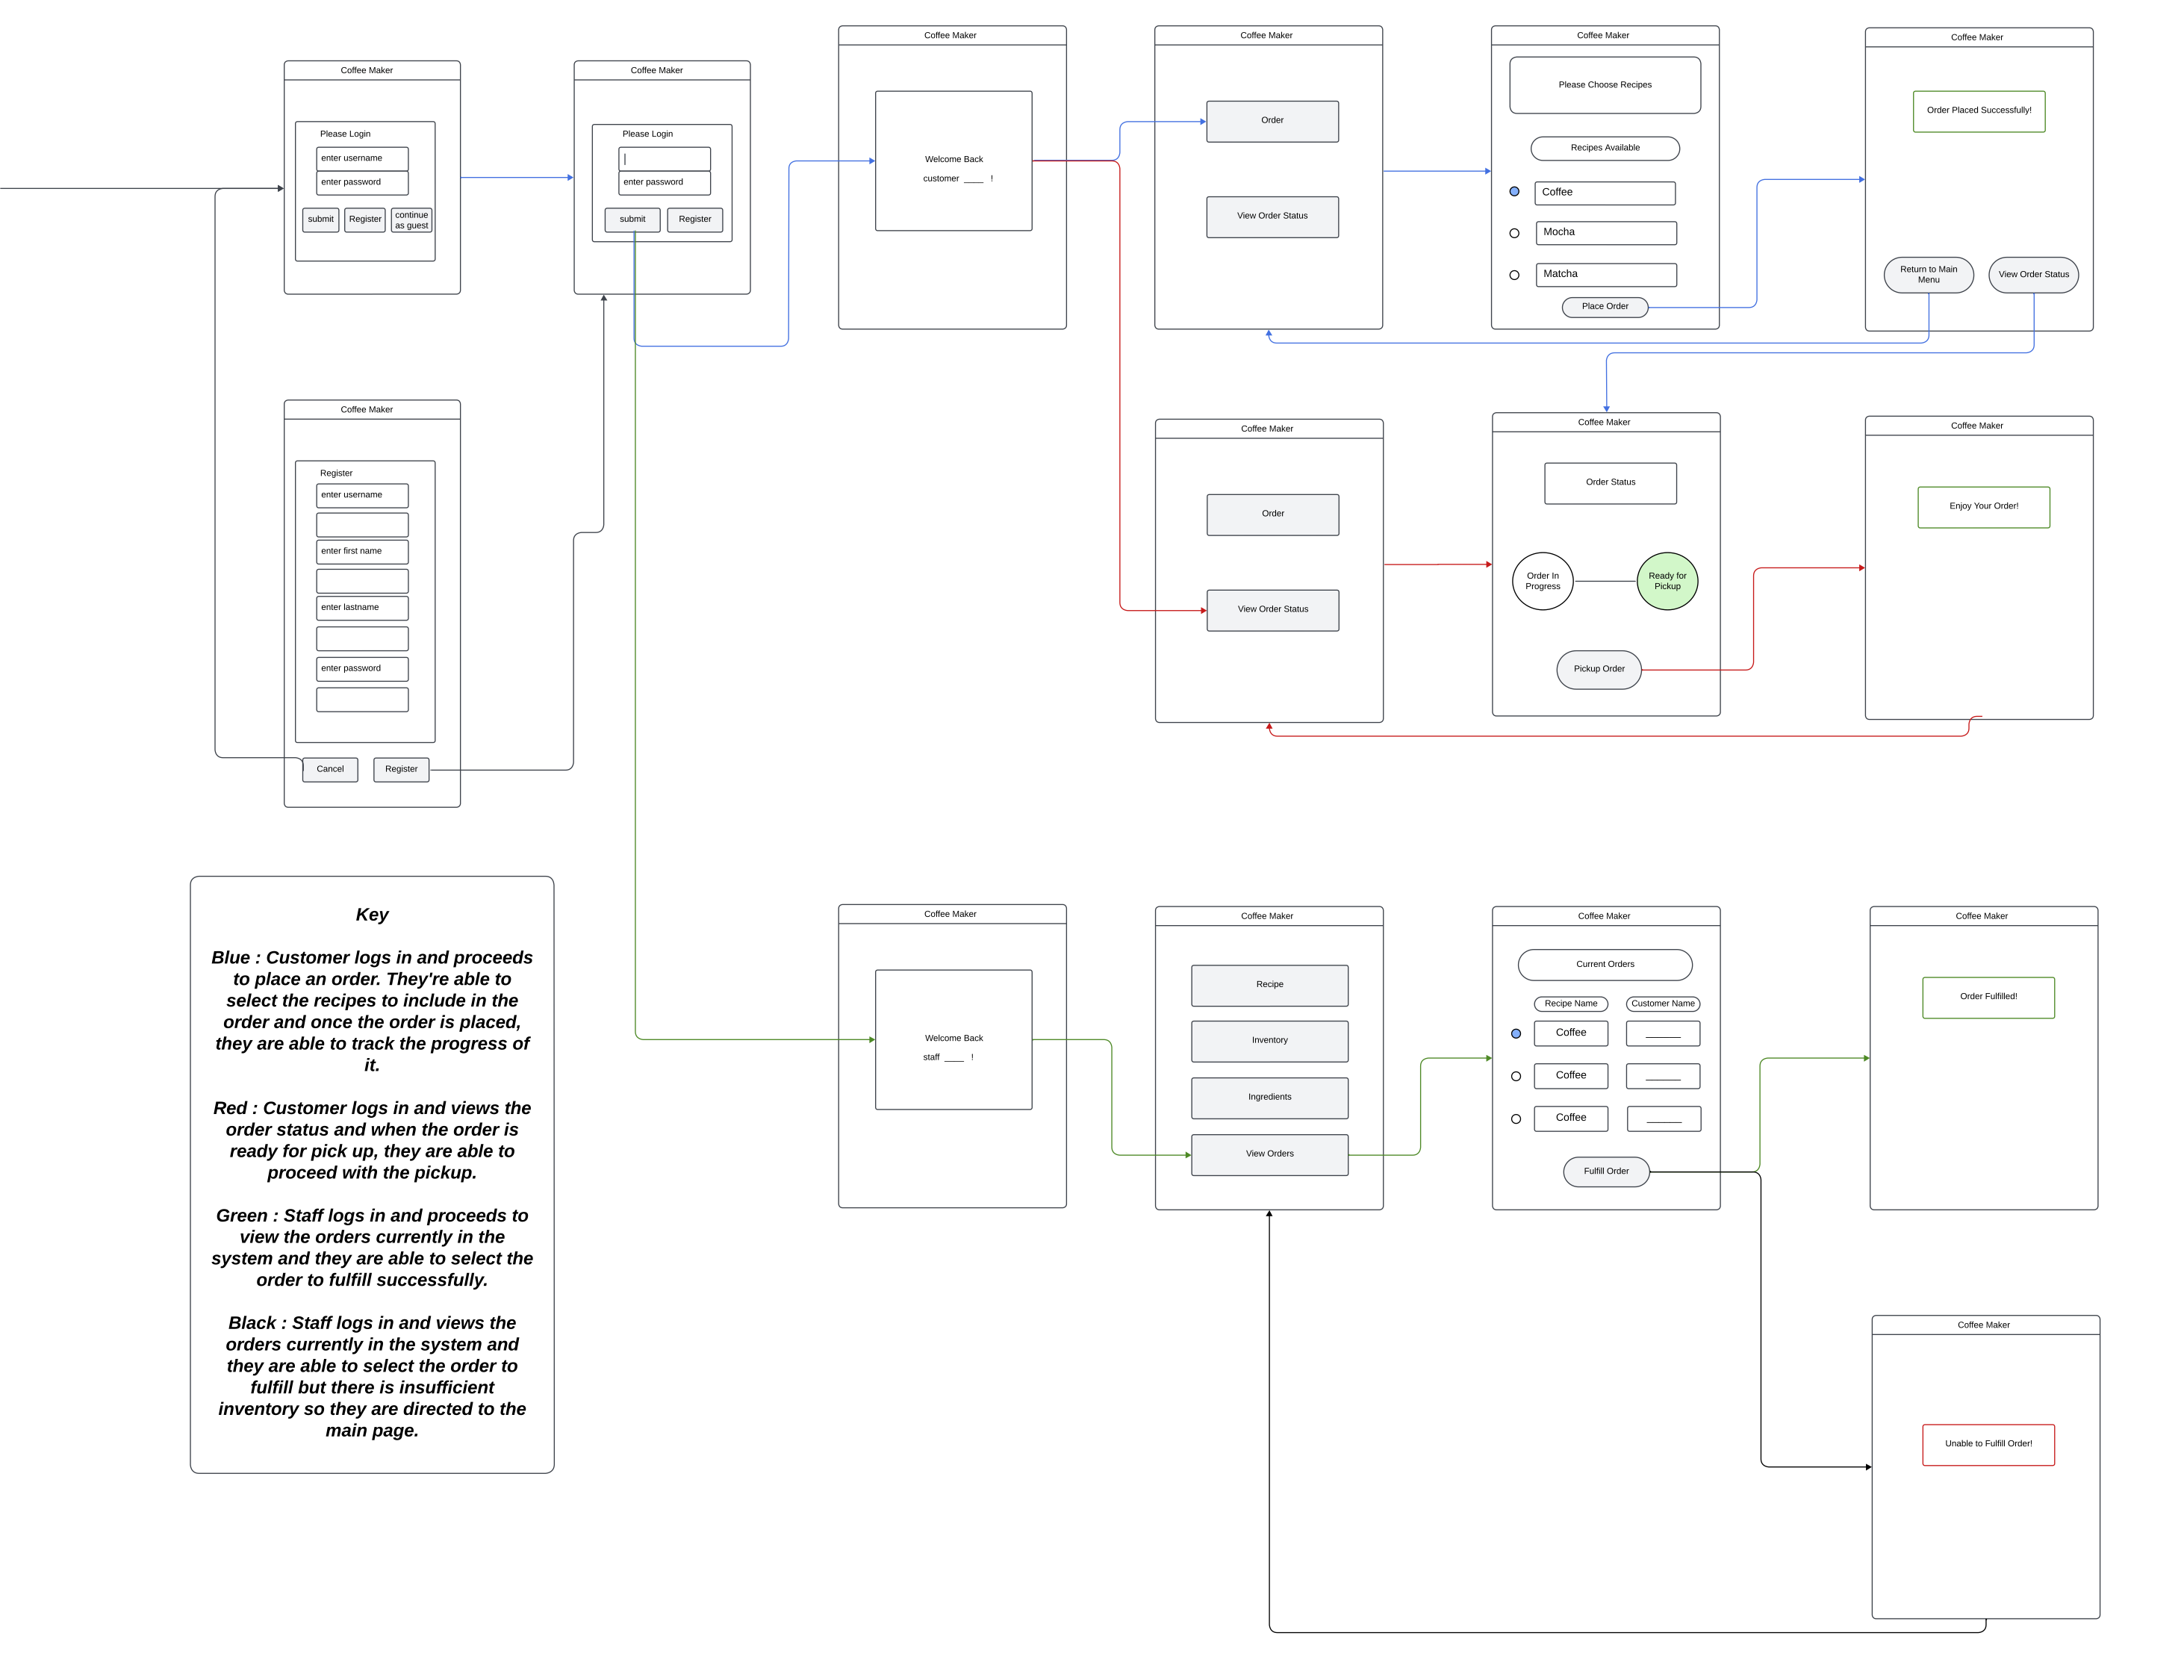 Coffee Maker
Please Login
enter username
enter password
submit
Register
continue
as guest
Coffee Maker
Please Login
enter password
submit
Register
Coffee Maker
Welcome Back
customer ____ !
Coffee Maker
Order
View Order Status
Coffee Maker
Please Choose Recipes
Recipes Available
Coffee
Mocha
Matcha
Place Order
Coffee Maker
Order Placed Successfully!
Return to Main
Menu
View Order Status
Coffee Maker
Register
enter username
enter first name
enter lastname
enter password
Cancel
Register
Coffee Maker
Order
View Order Status
Coffee Maker
Order Status
Order In
Progress
Ready for
Pickup
Pickup Order
Coffee Maker
Enjoy Your Order!
Key
Blue : Customer logs in and proceeds
to place an order. They're able to
select the recipes to include in the
order and once the order is placed,
they are able to track the progress of
it.
Red : Customer logs in and views the
order status and when the order is
ready for pick up, they are able to
proceed with the pickup.
Green : Staff logs in and proceeds to
view the orders currently in the
system and they are able to select the
order to fulfill successfully.
Black : Staff logs in and views the
orders currently in the system and
they are able to select the order to
fulfill but there is insufficient
inventory so they are directed to the
main page.
Coffee Maker
Welcome Back
staff ____ !
Coffee Maker
Recipe
Inventory
Ingredients
View Orders
Coffee Maker
Current Orders
Recipe Name
Customer Name
Coffee ______
Coffee ______
Coffee ______
Fulfill Order
Coffee Maker
Order Fulfilled!
Coffee Maker
Unable to Fulfill Order!